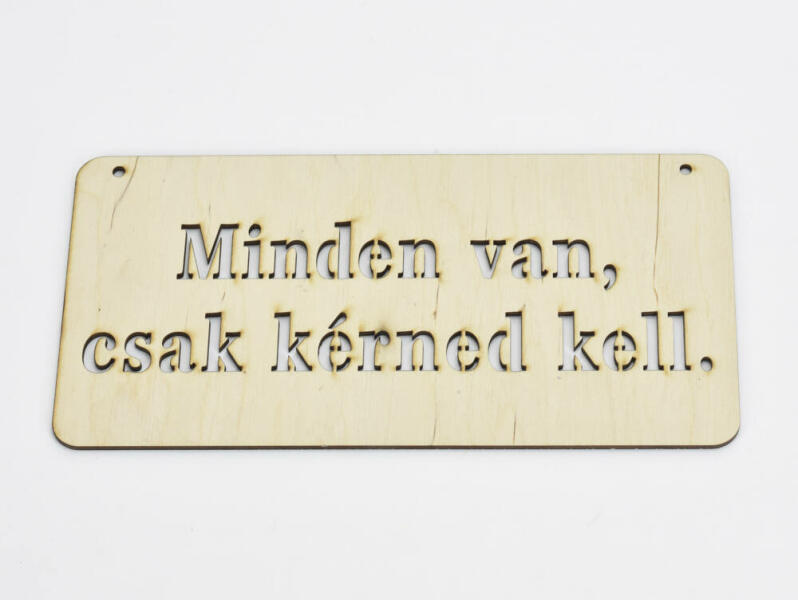 Minden van,
csak kérned kell.